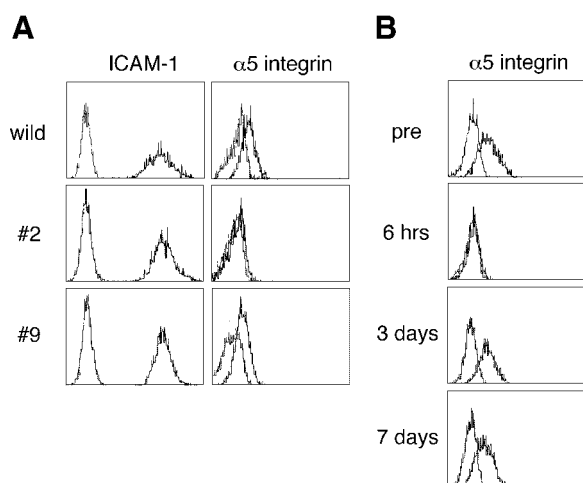 A
ICAM-1 α5 integrin
wild
#2
#9
B
α5 integrin
pre
6 hrs
3 days
7 days